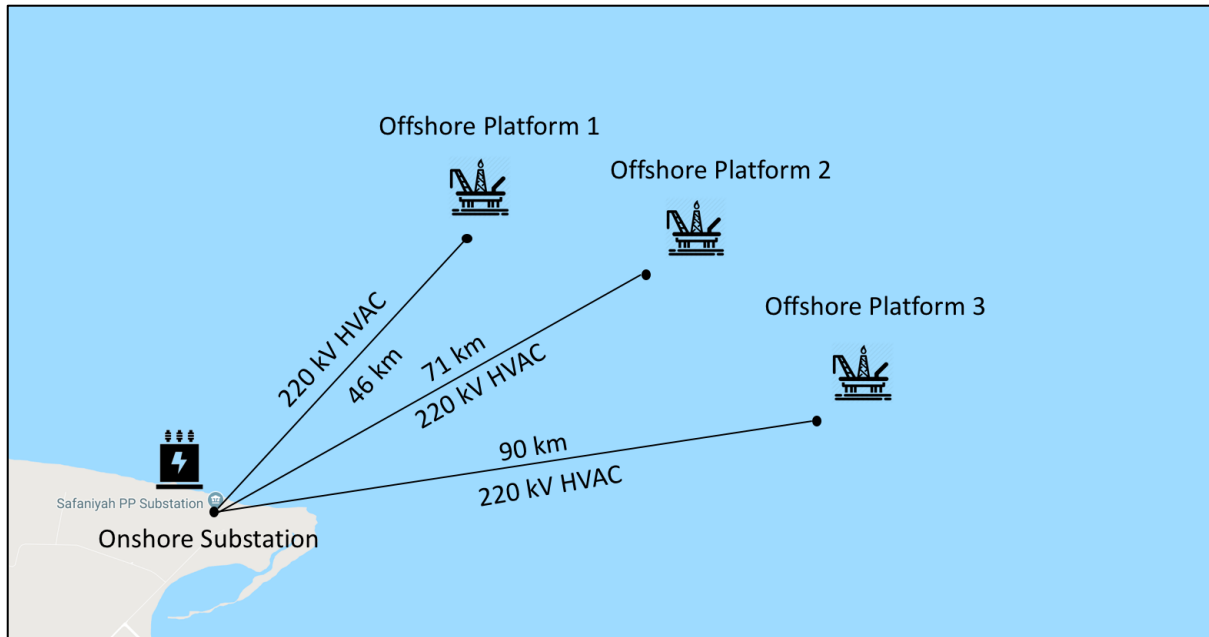 Offshore Platform 1
Offshore Platform 2
Offshore Platform 3
220 kV HVAC
46 km
71 km
220 kV HVAC
90 km
220 kV HVAC
Safaniyah PP Substation
Onshore Substation